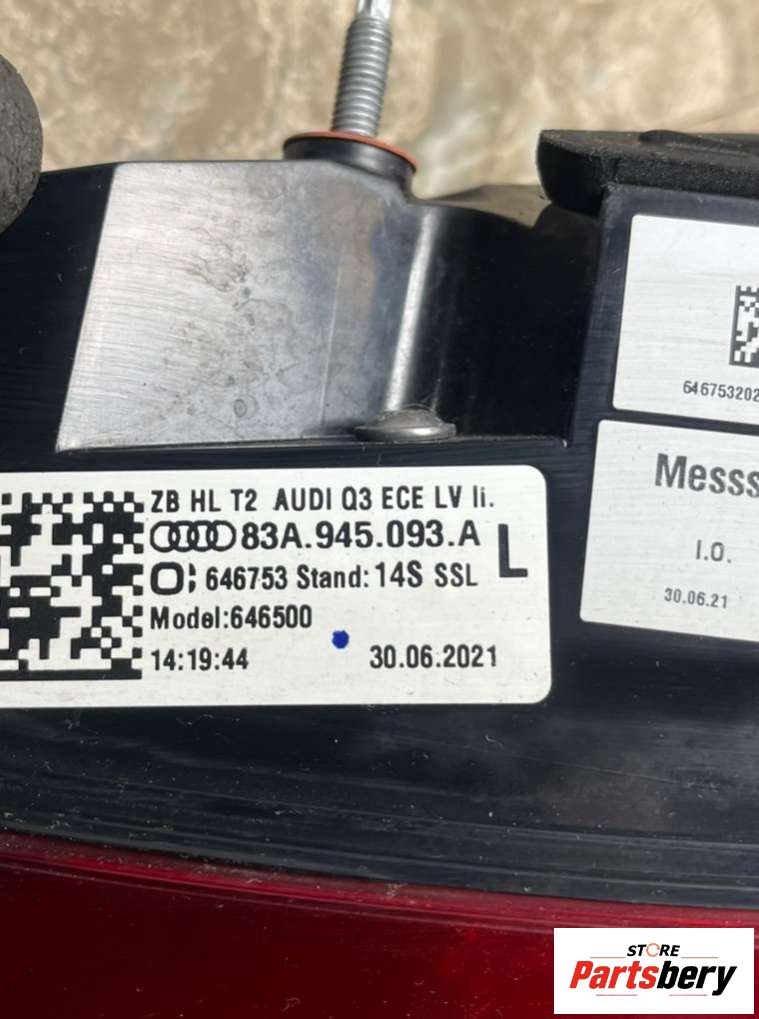 646753202
Messs
I.O.
30.06.21
ZB HL T2 AUDI Q3 ECE LV li.
83A.945.093.A
L
646753 Stand: 14S SSL
Model:646500
14:19:44 30.06.2021
STORE
Partsbery